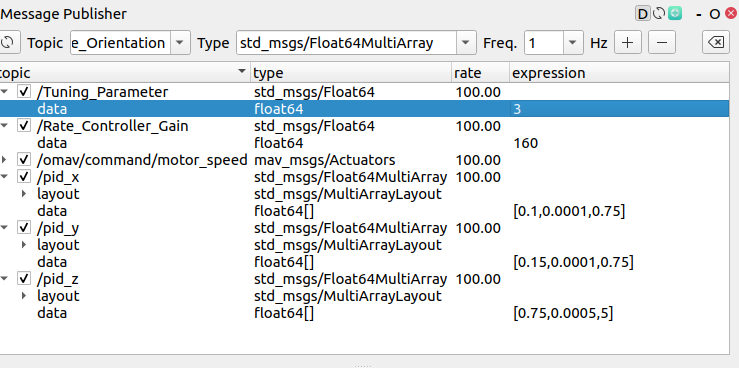 Message Publisher D - O
Topic e_Orientation Type std_msgs/Float64MultiArray Freq. 1 Hz + -
topic type rate expression
/Tuning_Parameter std_msgs/Float64 100.00
data float64 3
/Rate_Controller_Gain std_msgs/Float64 100.00
data float64 160
/omav/command/motor_speed mav_msgs/Actuators 100.00
/pid_x std_msgs/Float64MultiArray 100.00
layout std_msgs/MultiArrayLayout
data float64[] [0.1,0.0001,0.75]
/pid_y std_msgs/Float64MultiArray 100.00
layout std_msgs/MultiArrayLayout
data float64[] [0.15,0.0001,0.75]
/pid_z std_msgs/Float64MultiArray 100.00
layout std_msgs/MultiArrayLayout
data float64[] [0.75,0.0005,5]